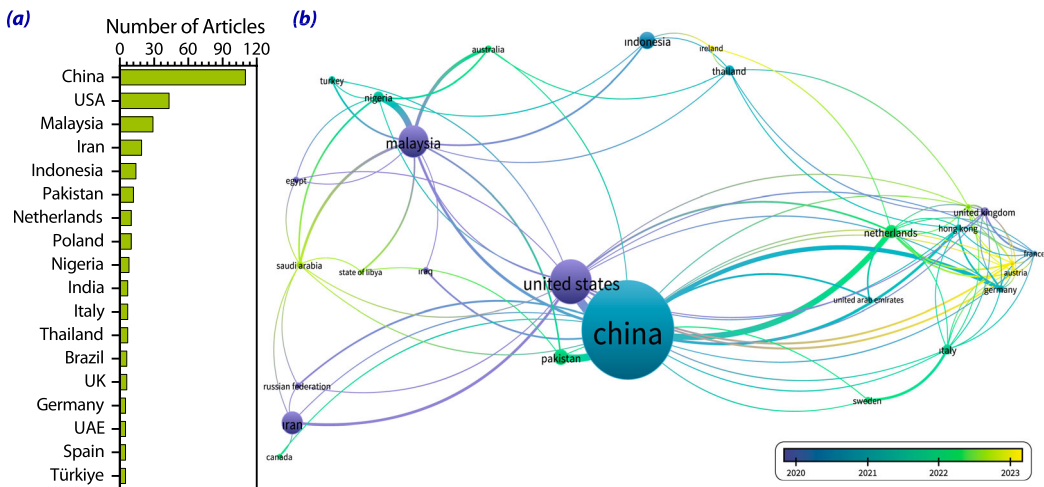 (a)
Number of Articles
0 30 60 90 120
China
USA
Malaysia
Iran
Indonesia
Pakistan
Netherlands
Poland
Nigeria
India
Italy
Thailand
Brazil
UK
Germany
UAE
Spain
Türkiye
(b)
australia
indonesia
ireland
thailand
turkey
nigeria
malaysia
egypt
saudi arabia
state of libya
iraq
united states
china
pakistan
russian federation
iran
canada
united kingdom
netherlands
hong kong
france
austria
germany
united arab emirates
italy
sweden
2020 2021 2022 2023